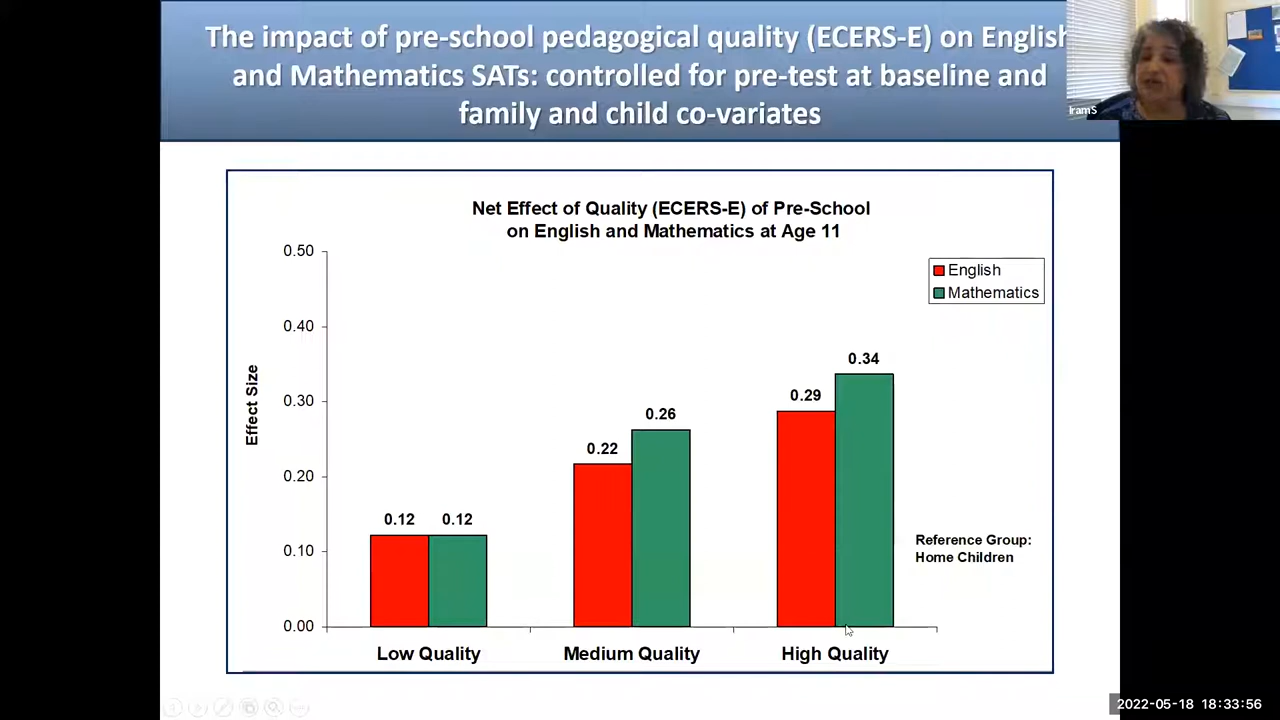 The impact of pre-school pedagogical quality (ECERS-E) on English
and Mathematics SATs: controlled for pre-test at baseline and
family and child co-variates
IramS
Net Effect of Quality (ECERS-E) of Pre-School
on English and Mathematics at Age 11
0.50
0.40
0.30
0.20
0.10
0.00
Effect Size
English
Mathematics
0.12 0.12
0.22 0.26
0.29 0.34
Reference Group:
Home Children
Low Quality Medium Quality High Quality
2022-05-18 18:33:56